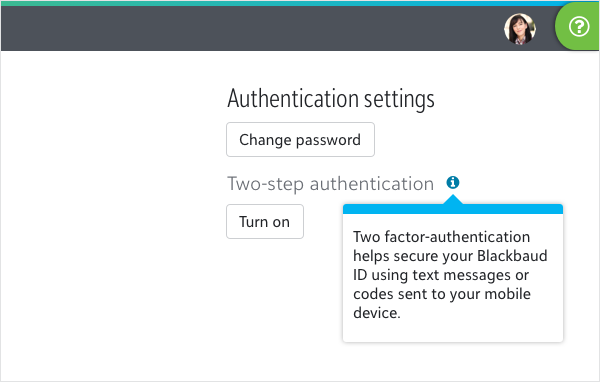 ?
Authentication settings
Change password
Two-step authentication i
Turn on
Two factor-authentication
helps secure your Blackbaud
ID using text messages or
codes sent to your mobile
device.